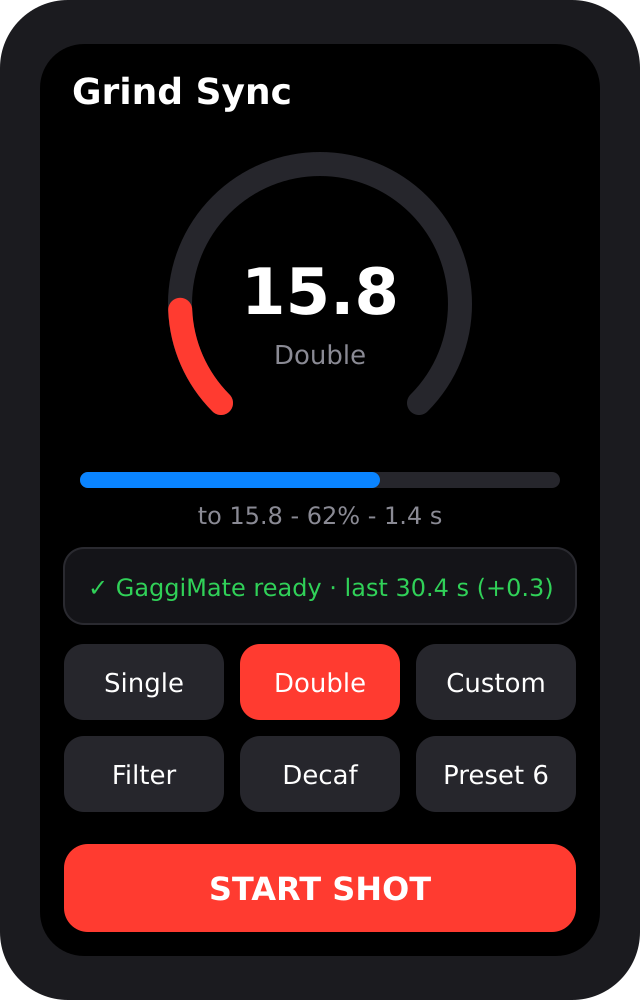 Grind Sync
15.8
Double
to 15.8 - 62% - 1.4 s
✓ GaggiMate ready · last 30.4 s (+0.3)
Single Double Custom
Filter Decaf Preset 6
START SHOT